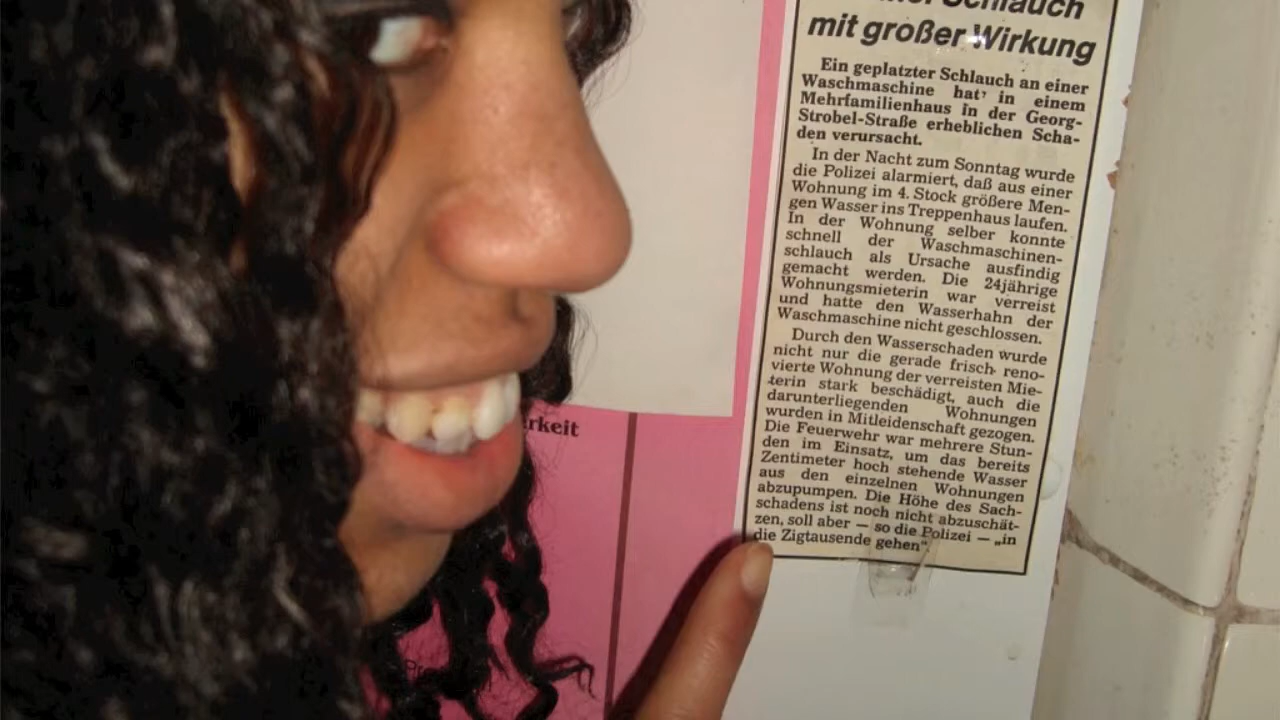 Schlauch
mit großer Wirkung
Ein geplatzter Schlauch an einer
Waschmaschine hat in einem
Mehrfamilienhaus in der Georg-
Strobel-Straße erheblichen Scha-
den verursacht.
In der Nacht zum Sonntag wurde
die Polizei alarmiert, daß aus einer
Wohnung im 4. Stock größere Men-
gen Wasser ins Treppenhaus laufen.
In der Wohnung selber konnte
schnell der Waschmaschinen-
schlauch als Ursache ausfindig
gemacht werden. Die 24jährige
Wohnungsmieterin war verreist
und hatte den Wasserhahn der
Waschmaschine nicht geschlossen.
Durch den Wasserschaden wurde
nicht nur die gerade frisch reno-
vierte Wohnung der verreisten Mie-
terin stark beschädigt, auch die
darunterliegenden Wohnungen
wurden in Mitleidenschaft gezogen.
Die Feuerwehr war mehrere Stun-
den im Einsatz, um das bereits
Zentimeter hoch stehende Wasser
aus den einzelnen Wohnungen
abzupumpen. Die Höhe des Sach-
schadens ist noch nicht abzuschät-
zen, soll aber — so die Polizei — „in
die Zigtausende gehen“
rkeit